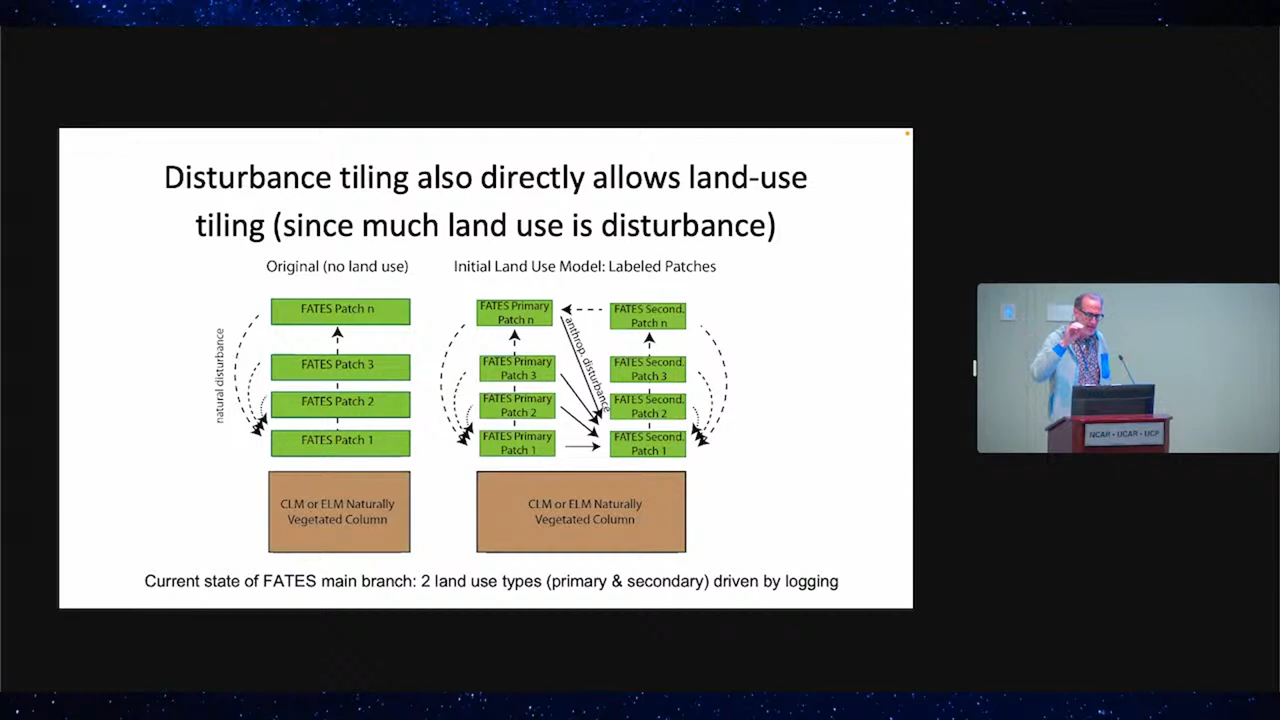 Disturbance tiling also directly allows land-use
tiling (since much land use is disturbance)
Original (no land use)
natural disturbance
FATES Patch n
FATES Patch 3
FATES Patch 2
FATES Patch 1
CLM or ELM Naturally
Vegetated Column
Initial Land Use Model: Labeled Patches
FATES Primary
Patch n
FATES Primary
Patch 3
FATES Primary
Patch 2
FATES Primary
Patch 1
anthrop. disturbance
FATES Second.
Patch n
FATES Second.
Patch 3
FATES Second.
Patch 2
FATES Second.
Patch 1
CLM or ELM Naturally
Vegetated Column
Current state of FATES main branch: 2 land use types (primary & secondary) driven by logging
NCAR • UCAR • UCP